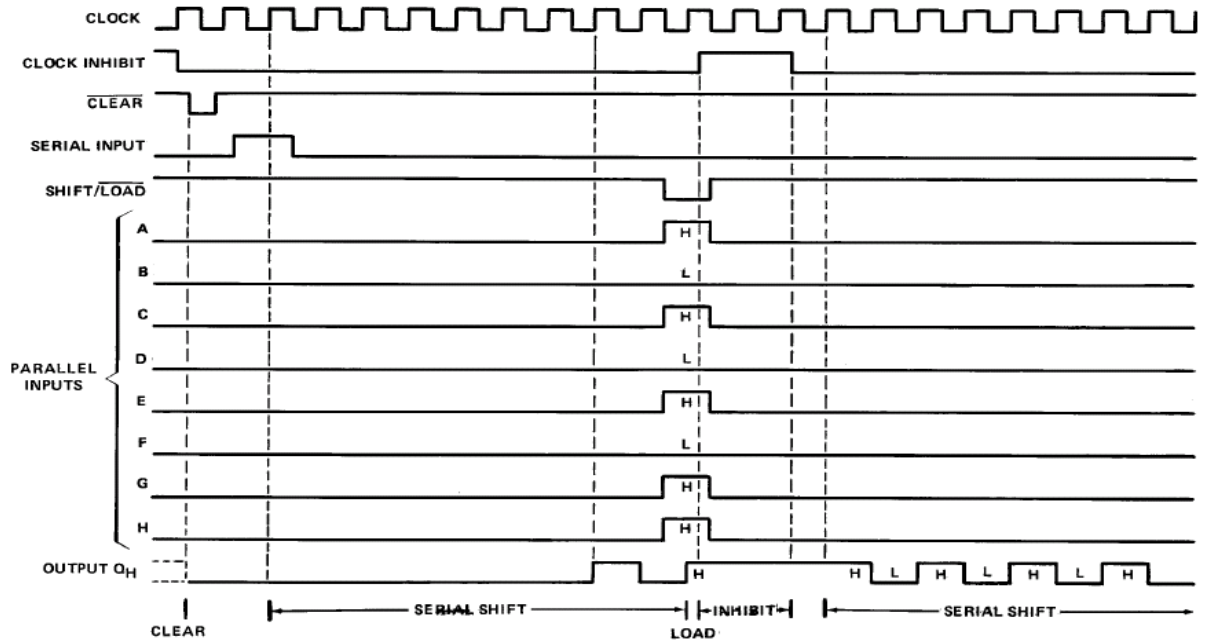 CLOCK
CLOCK INHIBIT
CLEAR
SERIAL INPUT
SHIFT/LOAD
A
H
B
L
C
H
D
L
PARALLEL
INPUTS
E
H
F
L
G
H
H
H
OUTPUT QH
H
H L H L H L H
SERIAL SHIFT
INHIBIT
SERIAL SHIFT
CLEAR
LOAD